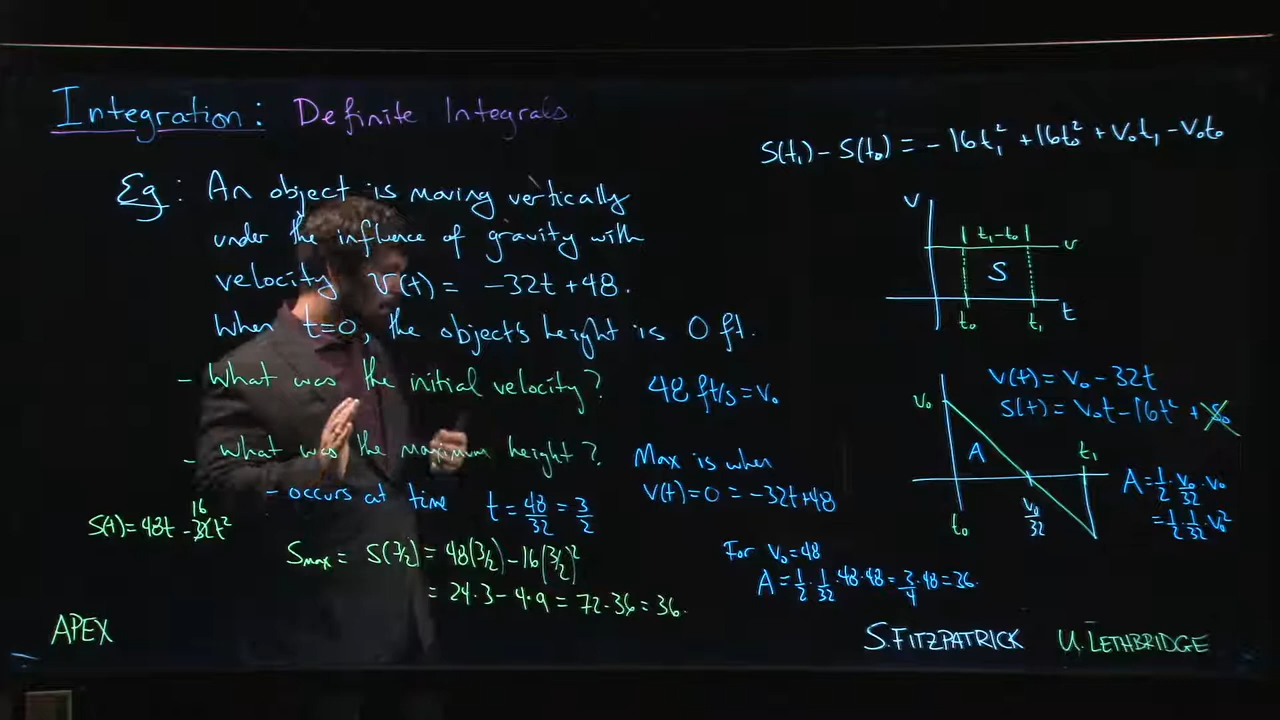 Integration: Definite Integrals
S(t₁) - S(t₀) = -16t₁² + 16t₀² + V₀t₁ - V₀t₀
Eg: An object is moving vertically
under the influence of gravity with
velocity V(t) = -32t + 48.
When t=0, the object's height is 0 ft.
- What was the initial velocity? 48 ft/s = V₀
- What was the maximum height? Max is when
V(t)=0 = -32t+48
- occurs at time t = 48/32 = 3/2
S(t) = 48t - 32t²
16
Smax = S(3/2) = 48(3/2) - 16(3/2)²
= 24·3 - 4·9 = 72-36 = 36.
V
t₁-t₀
V
S
t₀ t₁ t
V(t) = V₀ - 32t
S(t) = V₀t - 16t² + S₀
V₀
A
t₁
t₀
V₀/32
A = 1/2 · V₀/32 · V₀
= 1/2 · 1/32 · V₀²
For V₀=48
A = 1/2 · 1/32 · 48·48 = 3/4 · 48 = 36.
APEX
S. FITZPATRICK U. LETHBRIDGE